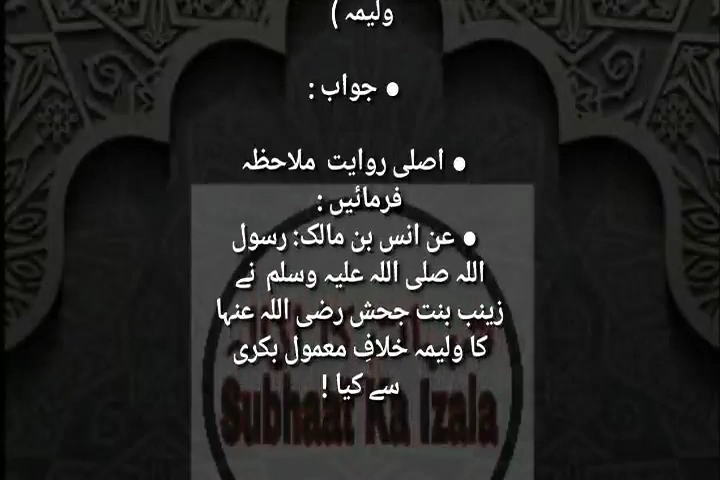 ولیمہ )
● جواب :
● اصلی روایت ملاحظہ
فرمائیں :
● عن انس بن مالک: رسول
اللہ صلی اللہ علیہ وسلم نے
زینب بنت جحش رضی اللہ عنہا
کا ولیمہ خلافِ معمول بکری
سے کیا !
Subhaat Ka Izala